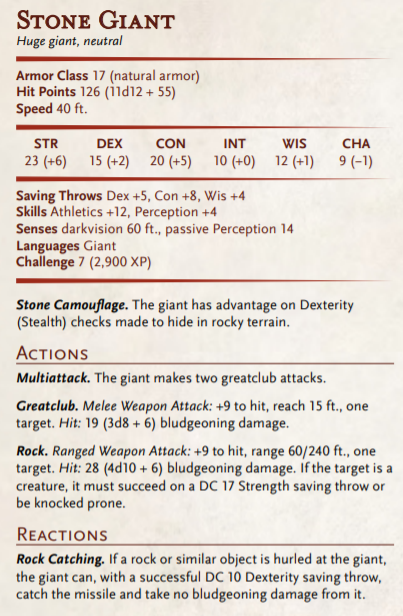 STONE GIANT
Huge giant, neutral
Armor Class 17 (natural armor)
Hit Points 126 (11d12 + 55)
Speed 40 ft.
STR DEX CON INT WIS CHA
23 (+6) 15 (+2) 20 (+5) 10 (+0) 12 (+1) 9 (−1)
Saving Throws Dex +5, Con +8, Wis +4
Skills Athletics +12, Perception +4
Senses darkvision 60 ft., passive Perception 14
Languages Giant
Challenge 7 (2,900 XP)
Stone Camouflage. The giant has advantage on Dexterity
(Stealth) checks made to hide in rocky terrain.
ACTIONS
Multiattack. The giant makes two greatclub attacks.
Greatclub. Melee Weapon Attack: +9 to hit, reach 15 ft., one
target. Hit: 19 (3d8 + 6) bludgeoning damage.
Rock. Ranged Weapon Attack: +9 to hit, range 60/240 ft., one
target. Hit: 28 (4d10 + 6) bludgeoning damage. If the target is a
creature, it must succeed on a DC 17 Strength saving throw or
be knocked prone.
REACTIONS
Rock Catching. If a rock or similar object is hurled at the giant,
the giant can, with a successful DC 10 Dexterity saving throw,
catch the missile and take no bludgeoning damage from it.